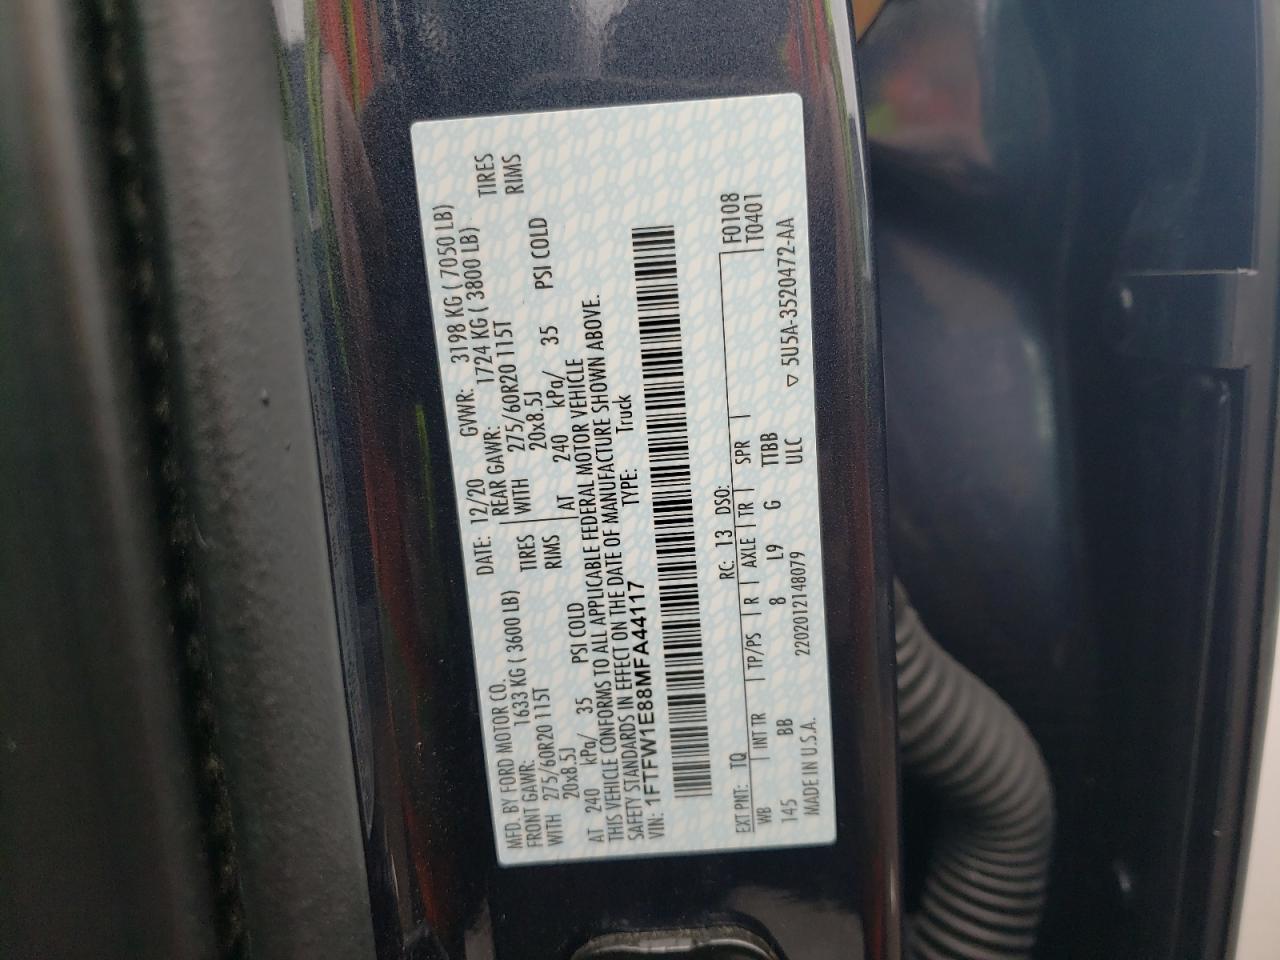 MFD. BY FORD MOTOR CO. DATE: 12/20 GVWR: 3198 KG ( 7050 LB)
FRONT GAWR: 1633 KG ( 3600 LB) REAR GAWR: 1724 KG ( 3800 LB)
WITH 275/60R20 115T TIRES WITH 275/60R20 115T TIRES
20x8.5J RIMS 20x8.5J RIMS
AT 240 kPa/ 35 PSI COLD AT 240 kPa/ 35 PSI COLD
THIS VEHICLE CONFORMS TO ALL APPLICABLE FEDERAL MOTOR VEHICLE
SAFETY STANDARDS IN EFFECT ON THE DATE OF MANUFACTURE SHOWN ABOVE.
VIN: 1FTFW1E88MFA44117 TYPE: Truck
F0108
EXT PNT: TQ RC: 13 DSO: T0401
WB INT TR TP/PS R AXLE TR SPR
145 BB 8 L9 G TTBB
MADE IN U.S.A. 2202012148079 ULC ▽ 5U5A-3520472-AA